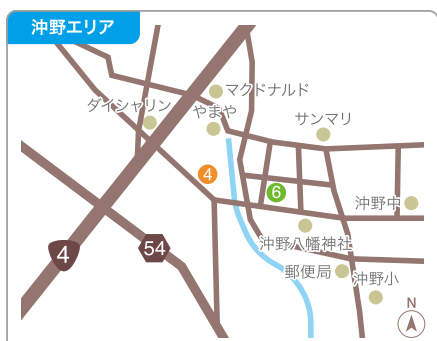 沖野エリア
マクドナルド
ダイシャリン
やまや
サンマリ
4
6
沖野中
沖野八幡神社
4
54
郵便局
沖野小
N